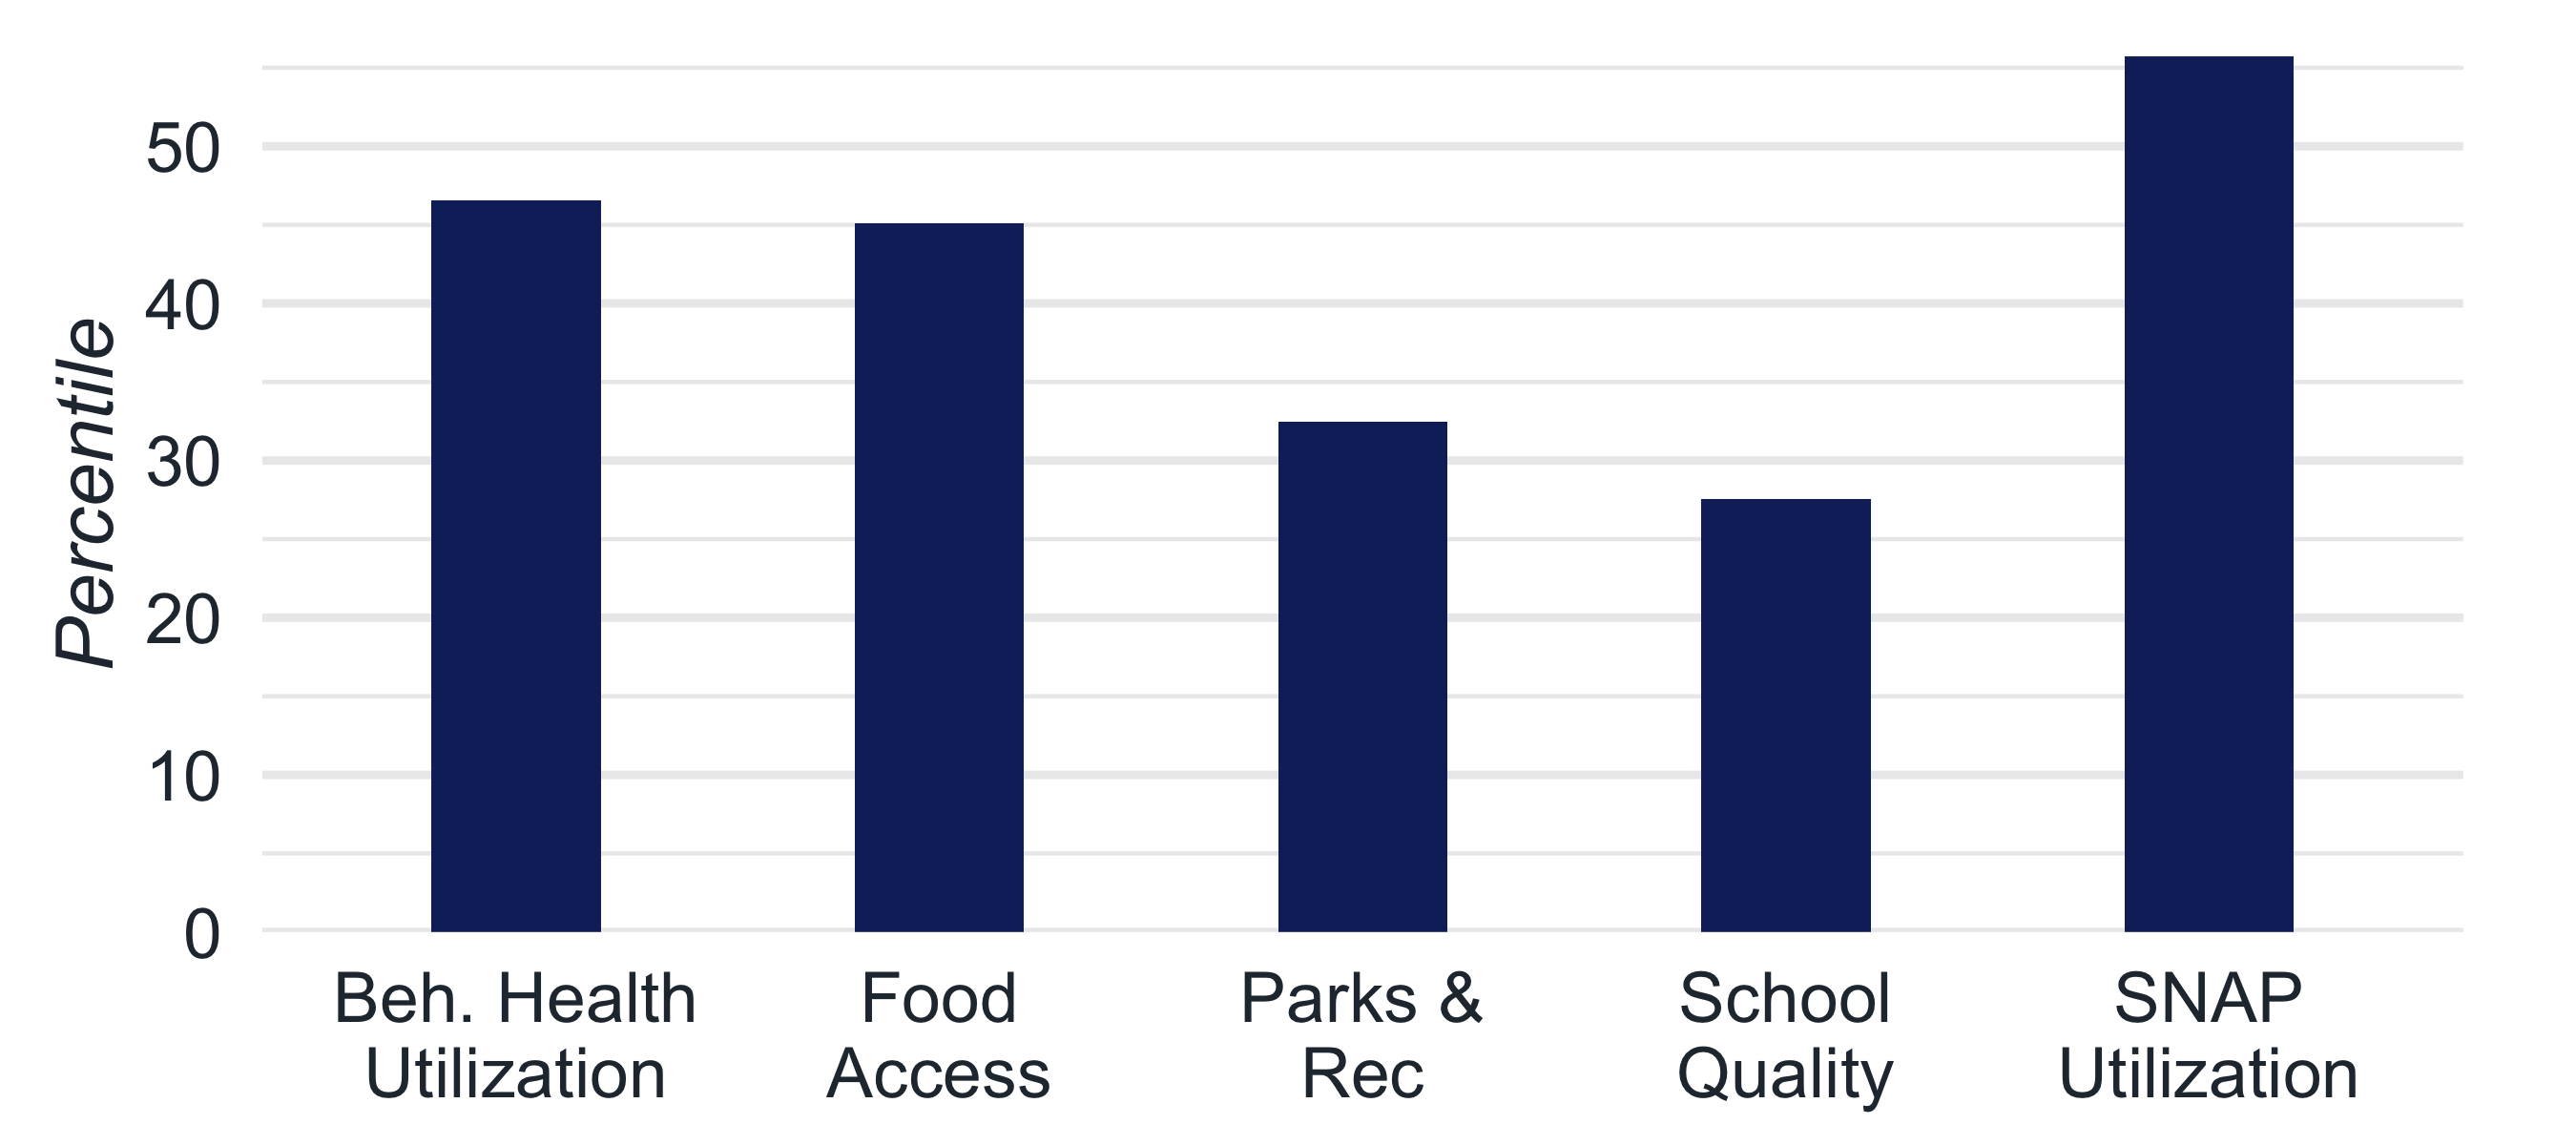 Percentile
50
40
30
20
10
0
Beh. Health
Utilization
Food
Access
Parks &
Rec
School
Quality
SNAP
Utilization